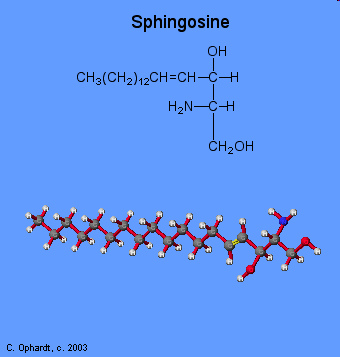 Sphingosine
OH
CH3(CH2)12CH=CH–C–H
H2N–C–H
CH2OH
C. Ophardt, c. 2003